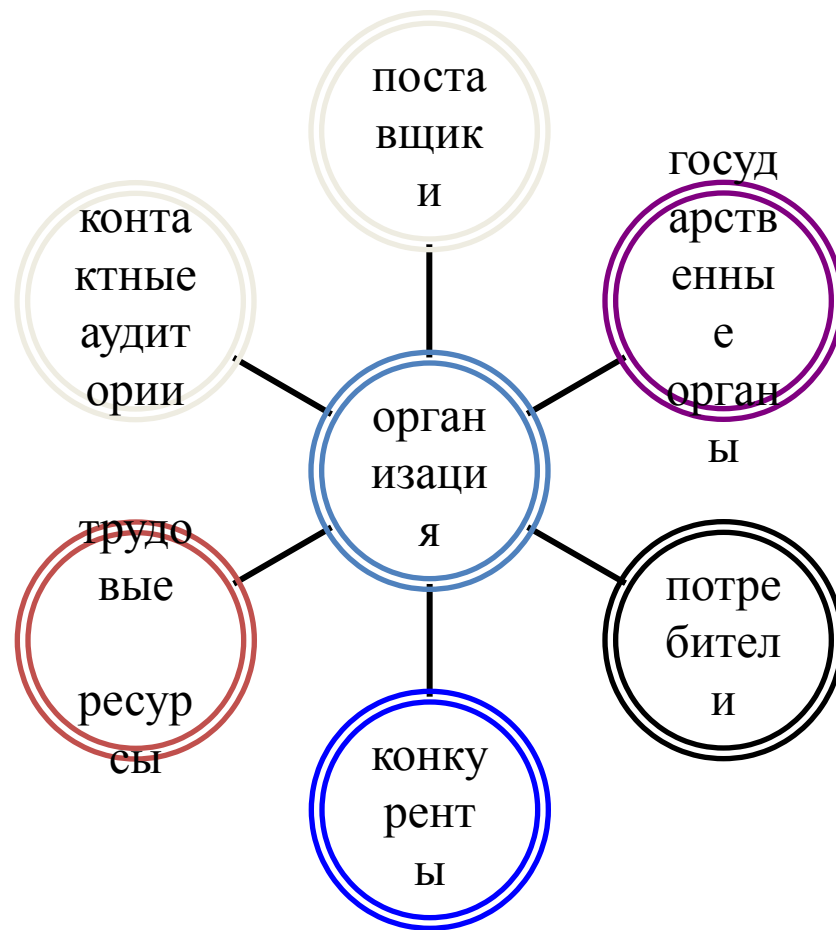 поста
вщик
и
госуд
арств
енны
е
орган
ы
конта
ктные
аудит
ории
орган
изаци
я
трудо
вые
ресур
сы
потре
бител
и
конку
рент
ы